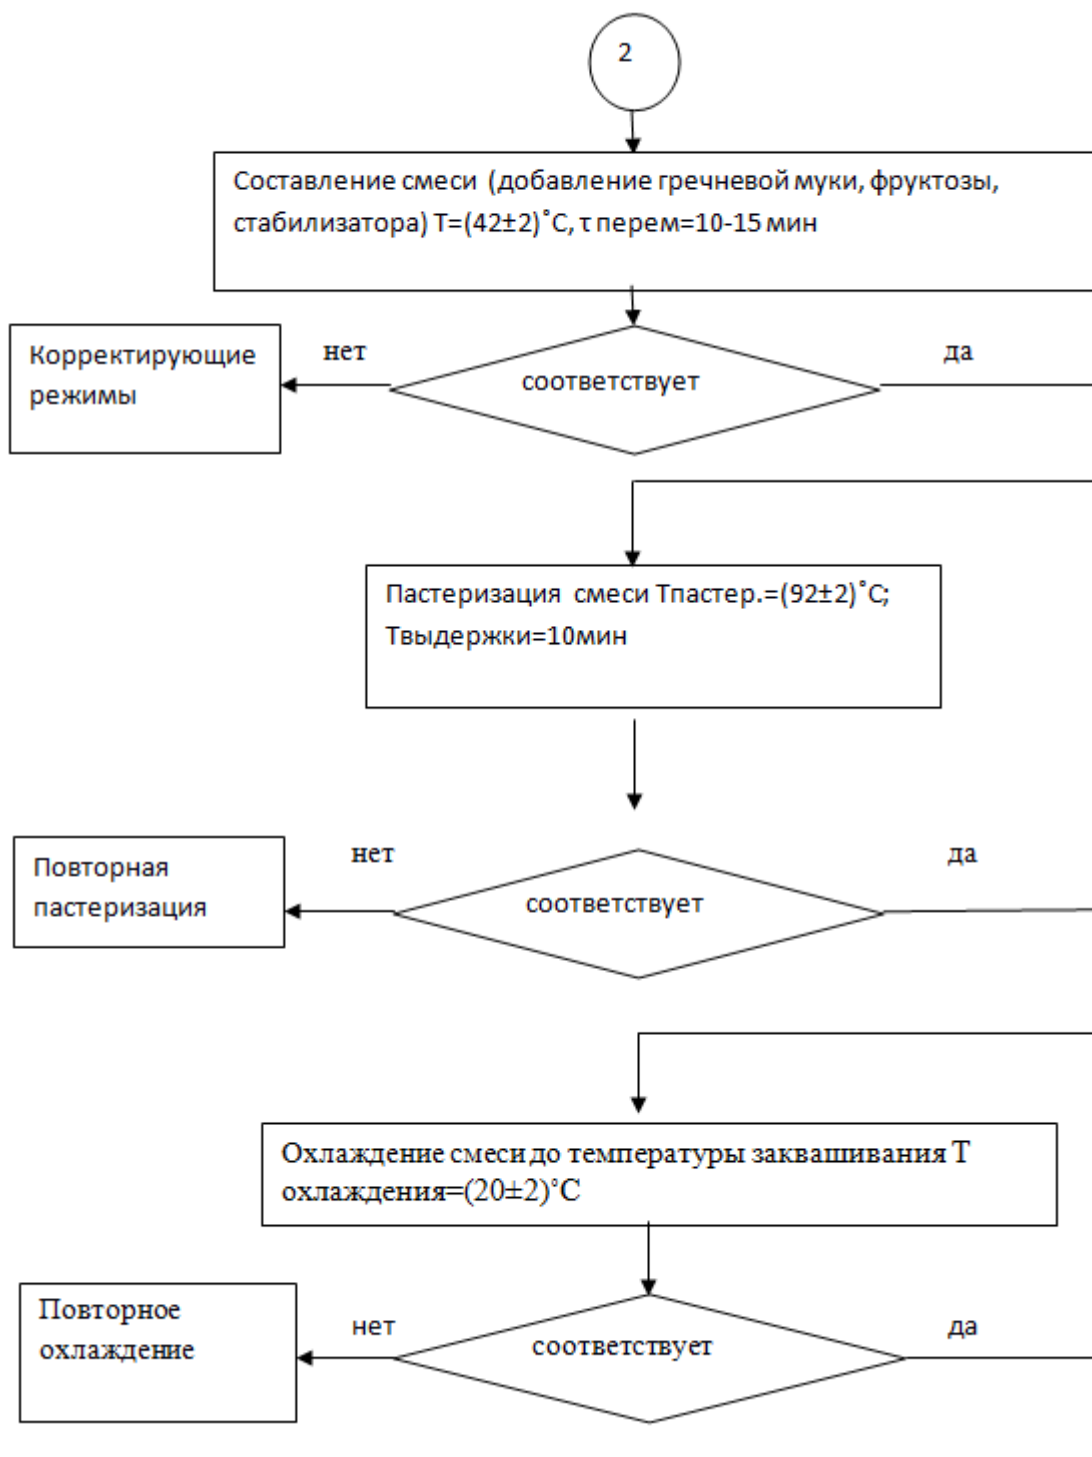 2
Составление смеси (добавление гречневой муки, фруктозы,
стабилизатора) Т=(42±2)˚С, τ перем=10-15 мин
Корректирующие
режимы
нет
соответствует
да
Пастеризация смеси Тпастер.=(92±2)˚С;
Твыдержки=10мин
Повторная
пастеризация
нет
соответствует
да
Охлаждение смеси до температуры заквашивания Т
охлаждения=(20±2)˚С
Повторное
охлаждение
нет
соответствует
да